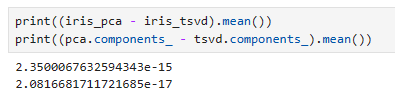 print((iris_pca - iris_tsvd).mean())
print((pca.components_ - tsvd.components_).mean())
2.3500067632594343e-15
2.0816681711721685e-17